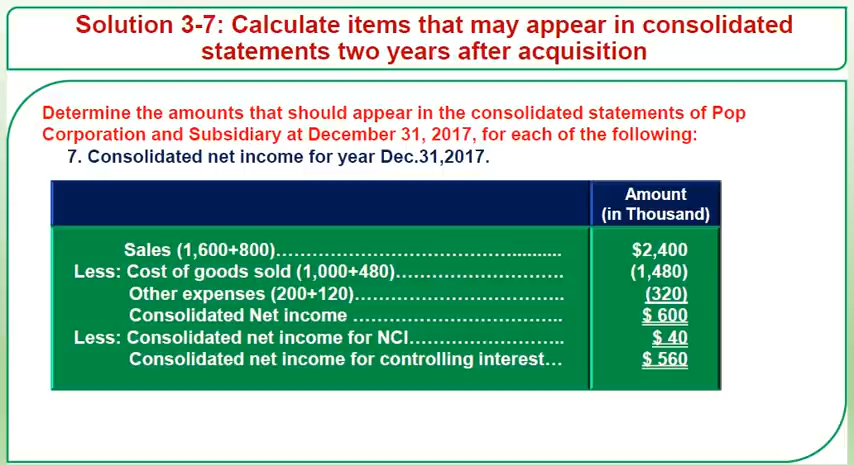 Solution 3-7: Calculate items that may appear in consolidated
statements two years after acquisition
Determine the amounts that should appear in the consolidated statements of Pop
Corporation and Subsidiary at December 31, 2017, for each of the following:
7. Consolidated net income for year Dec.31,2017.
Amount
(in Thousand)
Sales (1,600+800)…………………………………........... $2,400
Less: Cost of goods sold (1,000+480)………………………. (1,480)
Other expenses (200+120)…………………………….. (320)
Consolidated Net income …………………………….. $ 600
Less: Consolidated net income for NCI…………………….. $ 40
Consolidated net income for controlling interest… $ 560